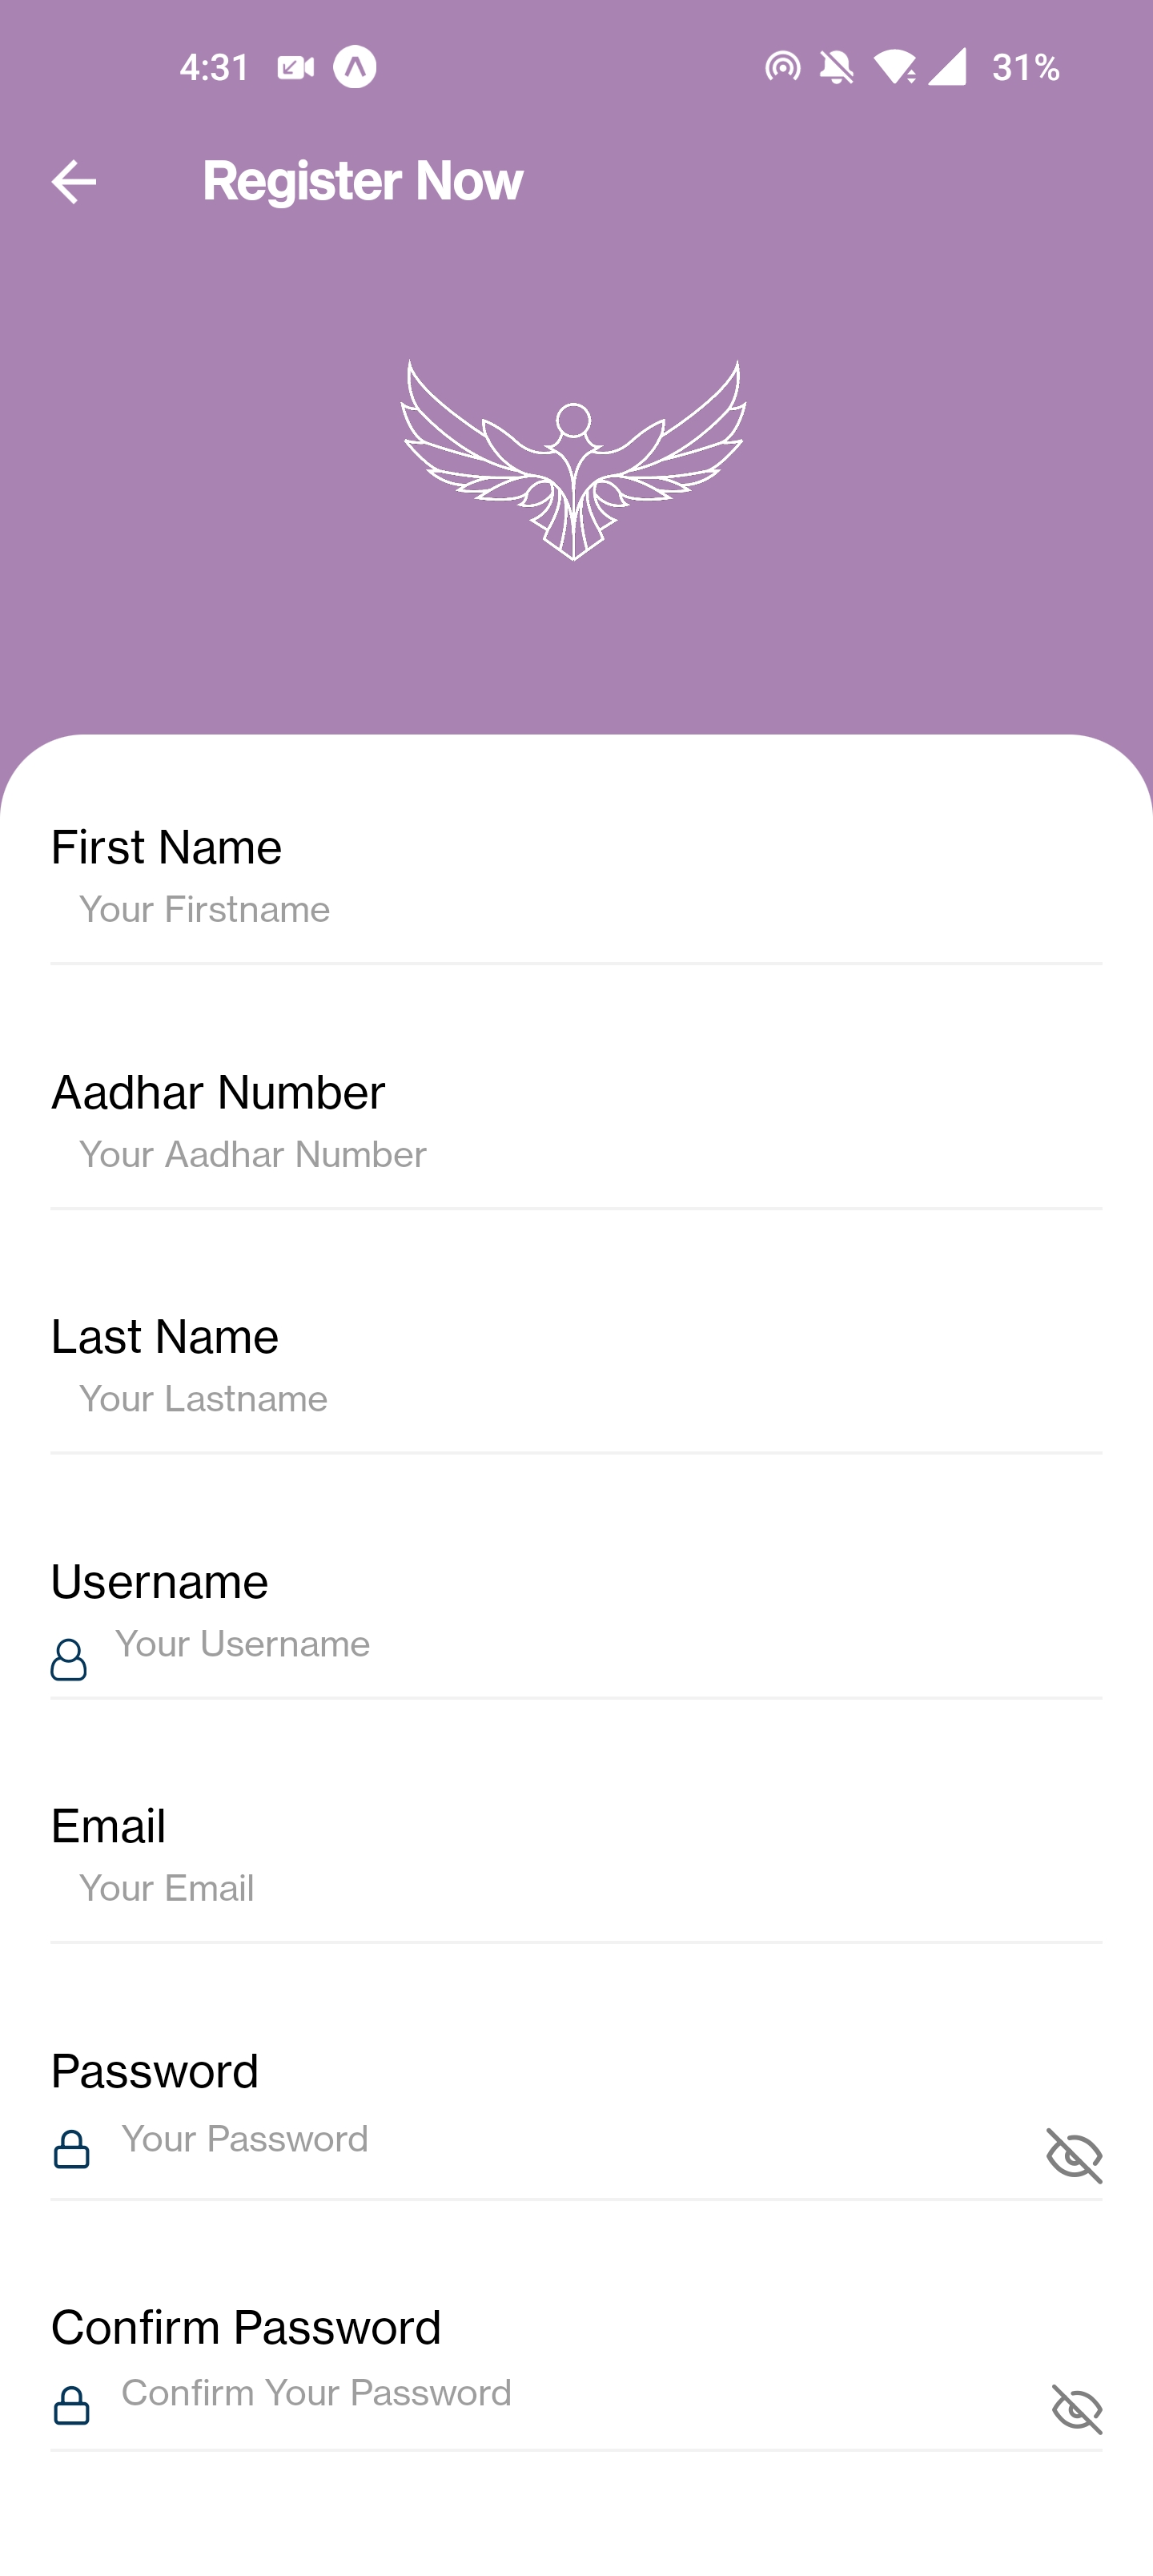 4:31 31%
Register Now
First Name
Your Firstname
Aadhar Number
Your Aadhar Number
Last Name
Your Lastname
Username
Your Username
Email
Your Email
Password
Your Password
Confirm Password
Confirm Your Password